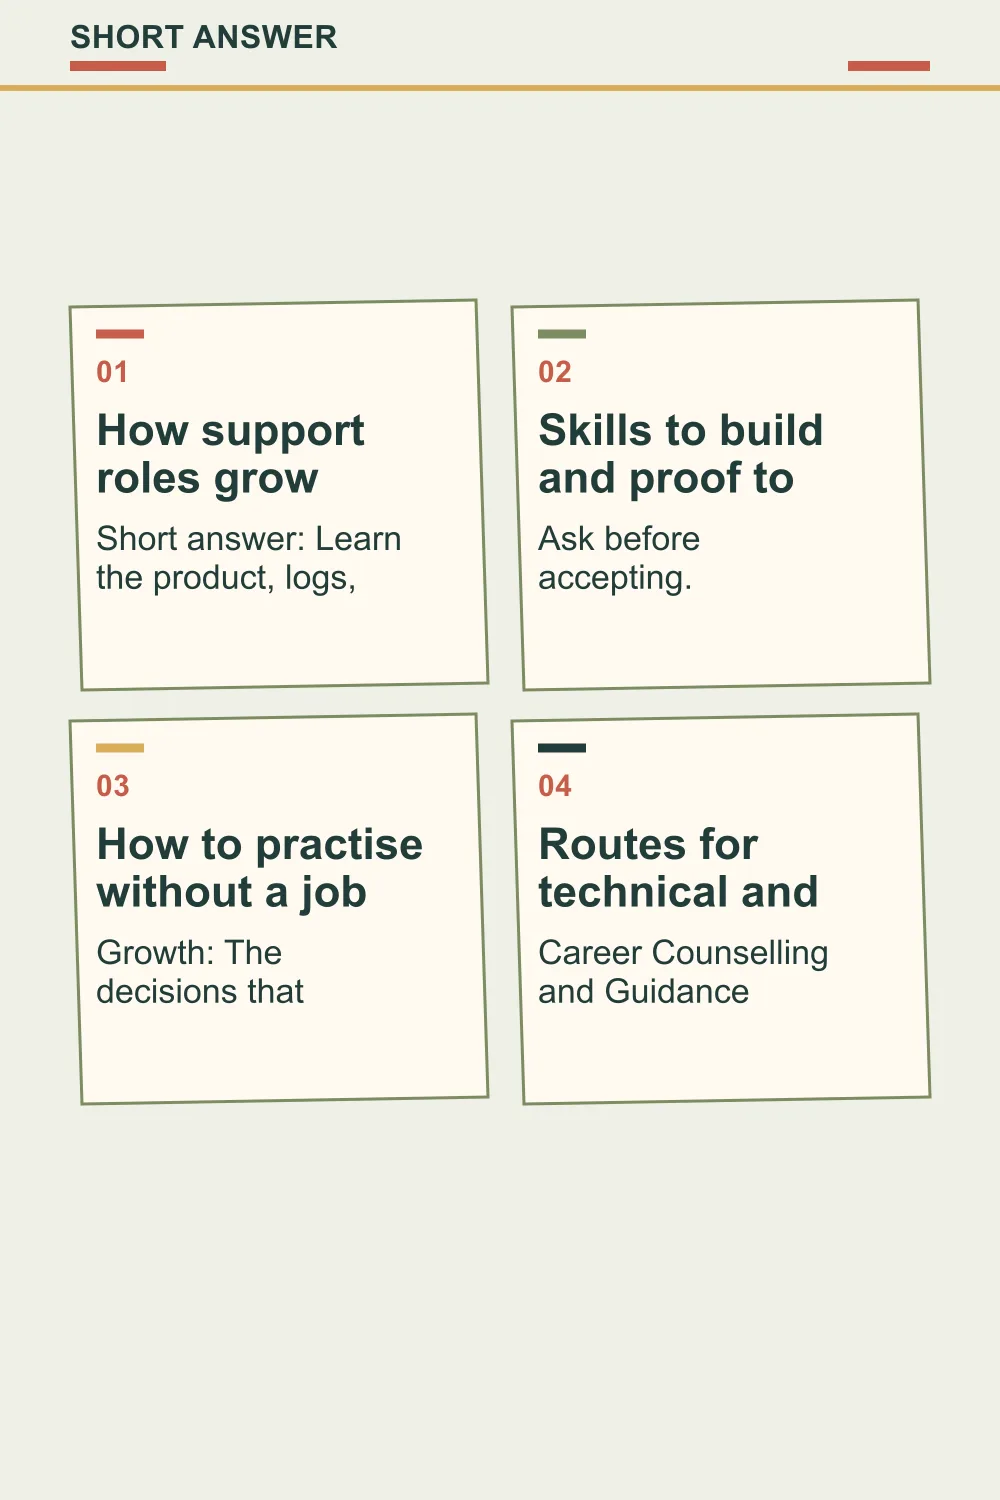 SHORT ANSWER
01
How support
roles grow
Short answer: Learn
the product, logs,
02
Skills to build
and proof to
Ask before
accepting.
03
How to practise
without a job
Growth: The
decisions that
04
Routes for
technical and
Career Counselling
and Guidance